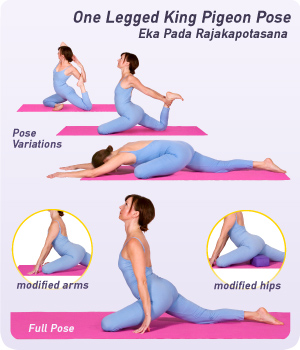 One Legged King Pigeon Pose
Eka Pada Rajakapotasana
Pose
Variations
modified arms
modified hips
Full Pose